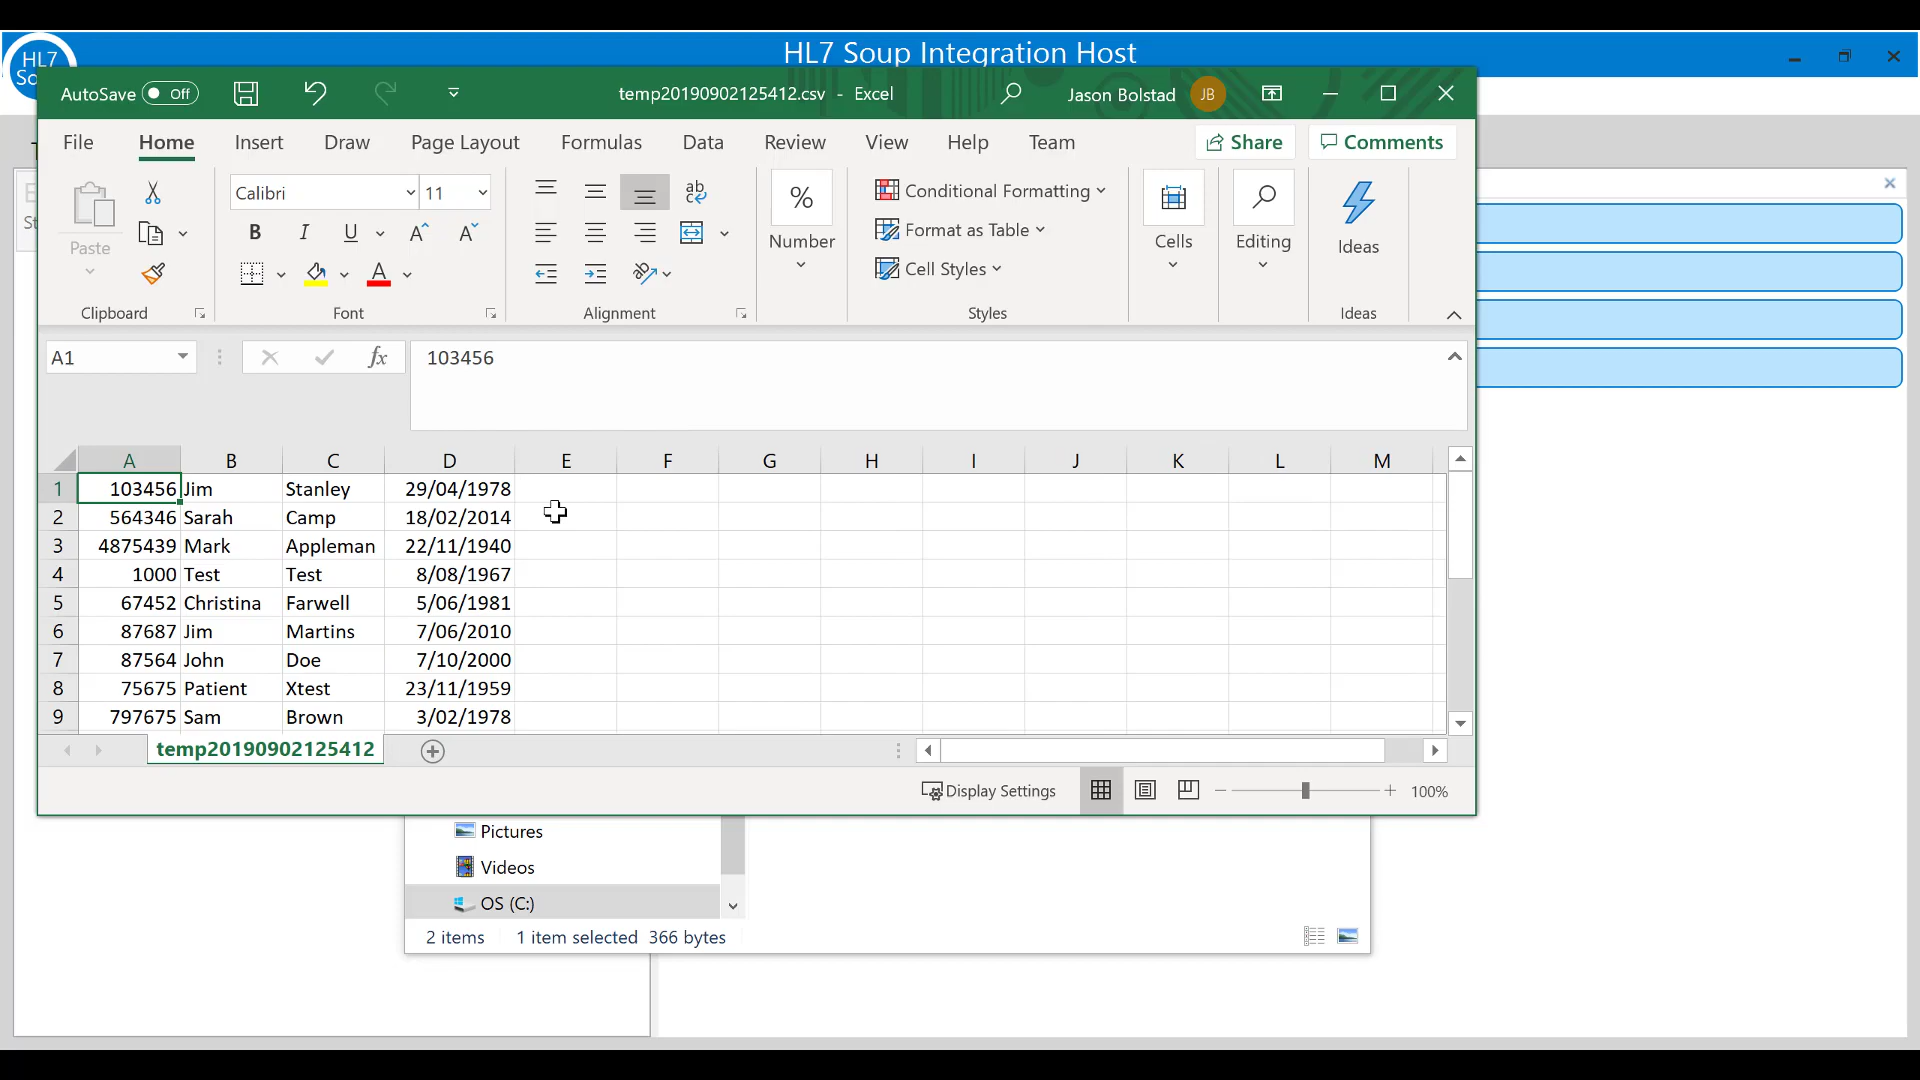 HL7 Soup Integration Host
HL7
So
AutoSave Off
temp20190902125412.csv - Excel
Jason Bolstad JB
File Home Insert Draw Page Layout Formulas Data Review View Help Team Share Comments
Paste
Clipboard
Calibri 11
B I U A A
A
Font
ab
c
Alignment
%
Number
Conditional Formatting
Format as Table
Cell Styles
Styles
Cells
Editing
Ideas
Ideas
St
A1 fx 103456
A B C D E F G H I J K L M
1 103456 Jim Stanley 29/04/1978
2 564346 Sarah Camp 18/02/2014
3 4875439 Mark Appleman 22/11/1940
4 1000 Test Test 8/08/1967
5 67452 Christina Farwell 5/06/1981
6 87687 Jim Martins 7/06/2010
7 87564 John Doe 7/10/2000
8 75675 Patient Xtest 23/11/1959
9 797675 Sam Brown 3/02/1978
temp20190902125412
Display Settings 100%
Pictures
Videos
OS (C:)
2 items 1 item selected 366 bytes